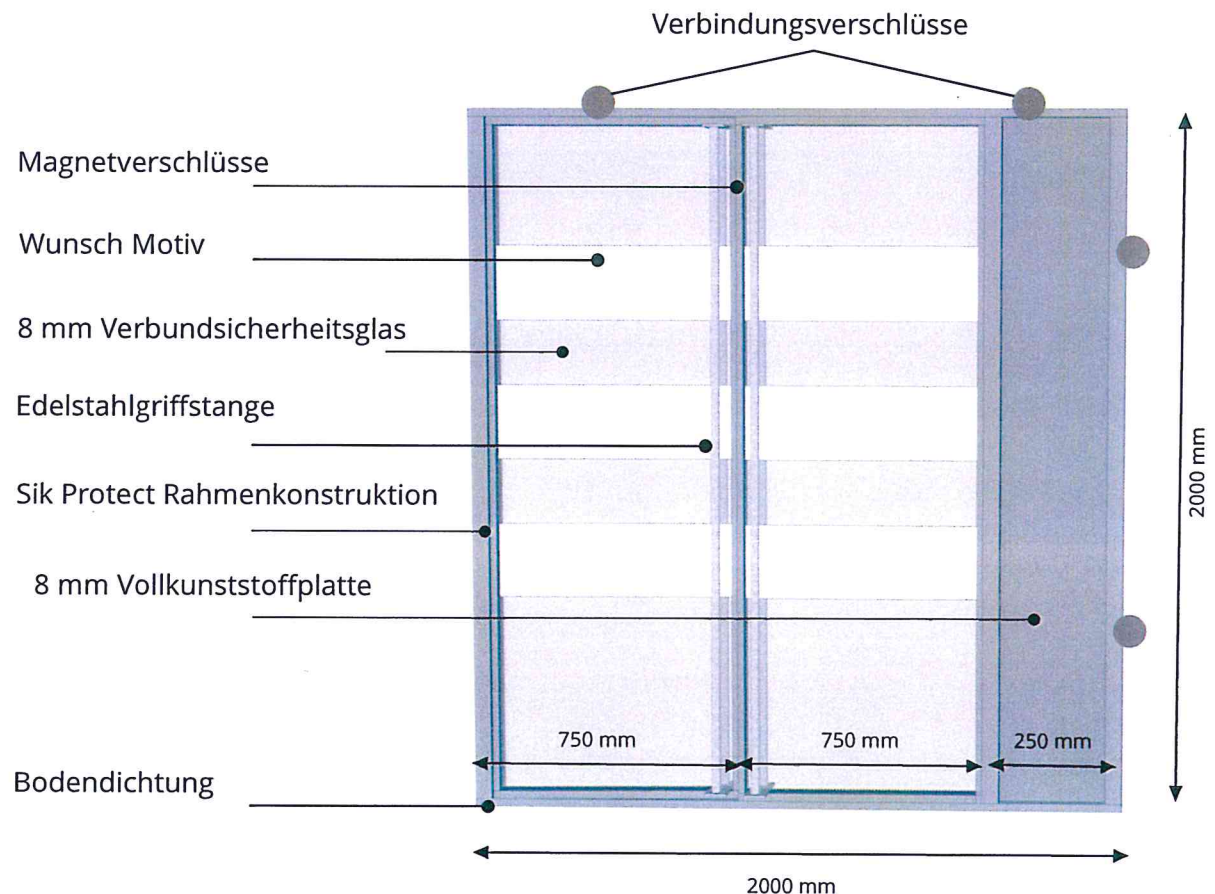 Verbindungsverschlüsse
Magnetverschlüsse
Wunsch Motiv
8 mm Verbundsicherheitsglas
Edelstahlgriffstange
Sik Protect Rahmenkonstruktion
8 mm Vollkunststoffplatte
Bodendichtung
750 mm
750 mm
250 mm
2000 mm
2000 mm